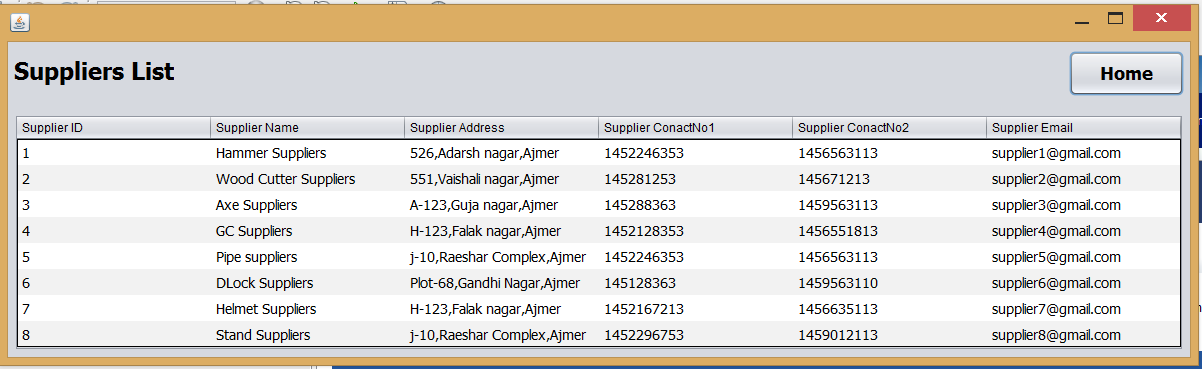 Suppliers List
Home
Supplier ID Supplier Name Supplier Address Supplier ConactNo1 Supplier ConactNo2 Supplier Email
1 Hammer Suppliers 526,Adarsh nagar,Ajmer 1452246353 1456563113 supplier1@gmail.com
2 Wood Cutter Suppliers 551,Vaishali nagar,Ajmer 145281253 145671213 supplier2@gmail.com
3 Axe Suppliers A-123,Guja nagar,Ajmer 145288363 1459563113 supplier3@gmail.com
4 GC Suppliers H-123,Falak nagar,Ajmer 1452128353 1456551813 supplier4@gmail.com
5 Pipe suppliers j-10,Raeshar Complex,Ajmer 1452246353 1456563113 supplier5@gmail.com
6 DLock Suppliers Plot-68,Gandhi Nagar,Ajmer 145128363 1459563110 supplier6@gmail.com
7 Helmet Suppliers H-123,Falak nagar,Ajmer 1452167213 1456635113 supplier7@gmail.com
8 Stand Suppliers j-10,Raeshar Complex,Ajmer 1452296753 1459012113 supplier8@gmail.com